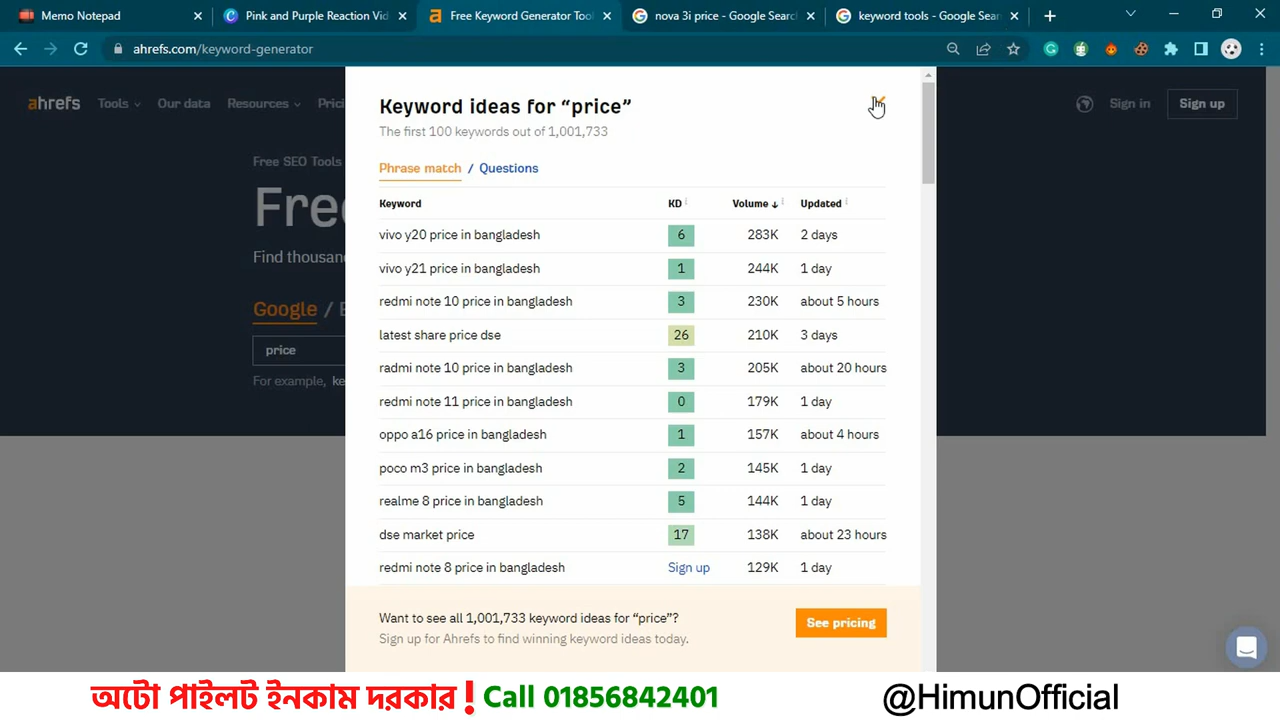 Memo Notepad
Pink and Purple Reaction Vid
Free Keyword Generator Too
nova 3i price - Google Searc
keyword tools - Google Sear
ahrefs.com/keyword-generator
ahrefs
Tools
Our data
Resources
Prici
Sign in
Sign up
Free SEO Tools
Free
Find thousan
Google / B
price
For example, ke
Keyword ideas for “price”
The first 100 keywords out of 1,001,733
Phrase match / Questions
Keyword KD Volume ↓ Updated
vivo y20 price in bangladesh 6 283K 2 days
vivo y21 price in bangladesh 1 244K 1 day
redmi note 10 price in bangladesh 3 230K about 5 hours
latest share price dse 26 210K 3 days
radmi note 10 price in bangladesh 3 205K about 20 hours
redmi note 11 price in bangladesh 0 179K 1 day
oppo a16 price in bangladesh 1 157K about 4 hours
poco m3 price in bangladesh 2 145K 1 day
realme 8 price in bangladesh 5 144K 1 day
dse market price 17 138K about 23 hours
redmi note 8 price in bangladesh Sign up 129K 1 day
Want to see all 1,001,733 keyword ideas for “price”?
Sign up for Ahrefs to find winning keyword ideas today.
See pricing
অটো পাইলট ইনকাম দরকার ! Call 01856842401 @HimunOfficial